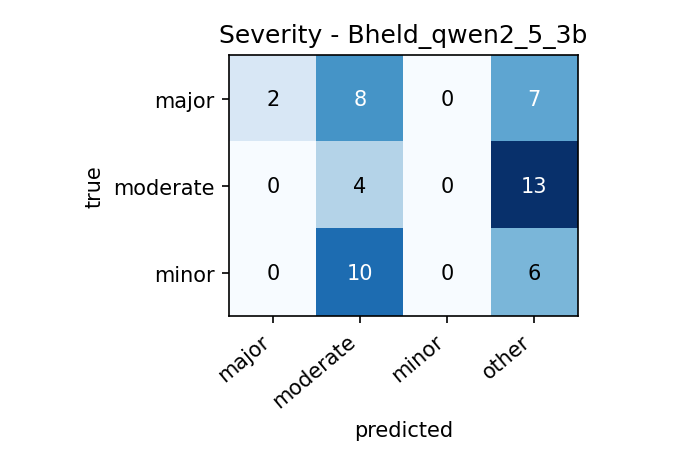 Severity - Bheld_qwen2_5_3b
major 2 8 0 7
moderate 0 4 0 13
minor 0 10 0 6
true
major moderate minor other
predicted